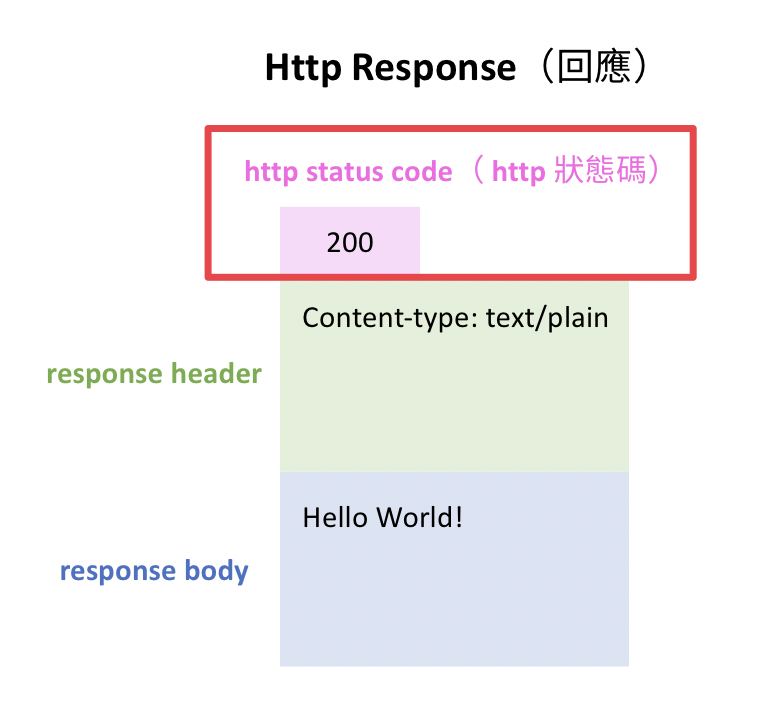 Http Response（回應）
http status code（ http 狀態碼）
200
Content-type: text/plain
response header
Hello World!
response body